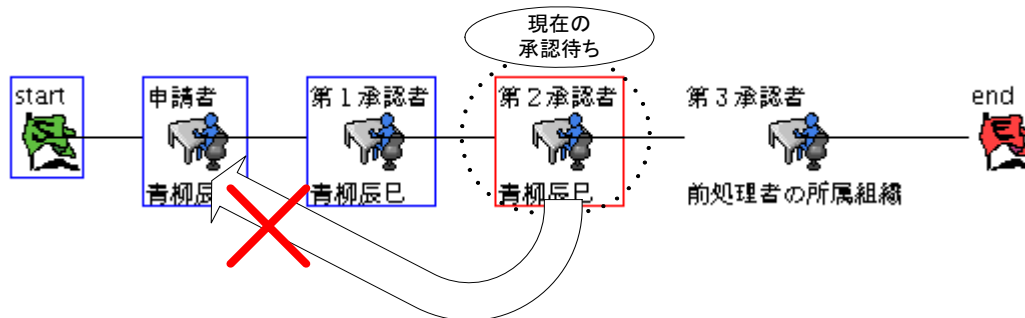 現在の
承認待ち
start
申請者
第１承認者
第２承認者
第３承認者
end
青柳辰巳
青柳辰巳
青柳辰巳
前処理者の所属組織